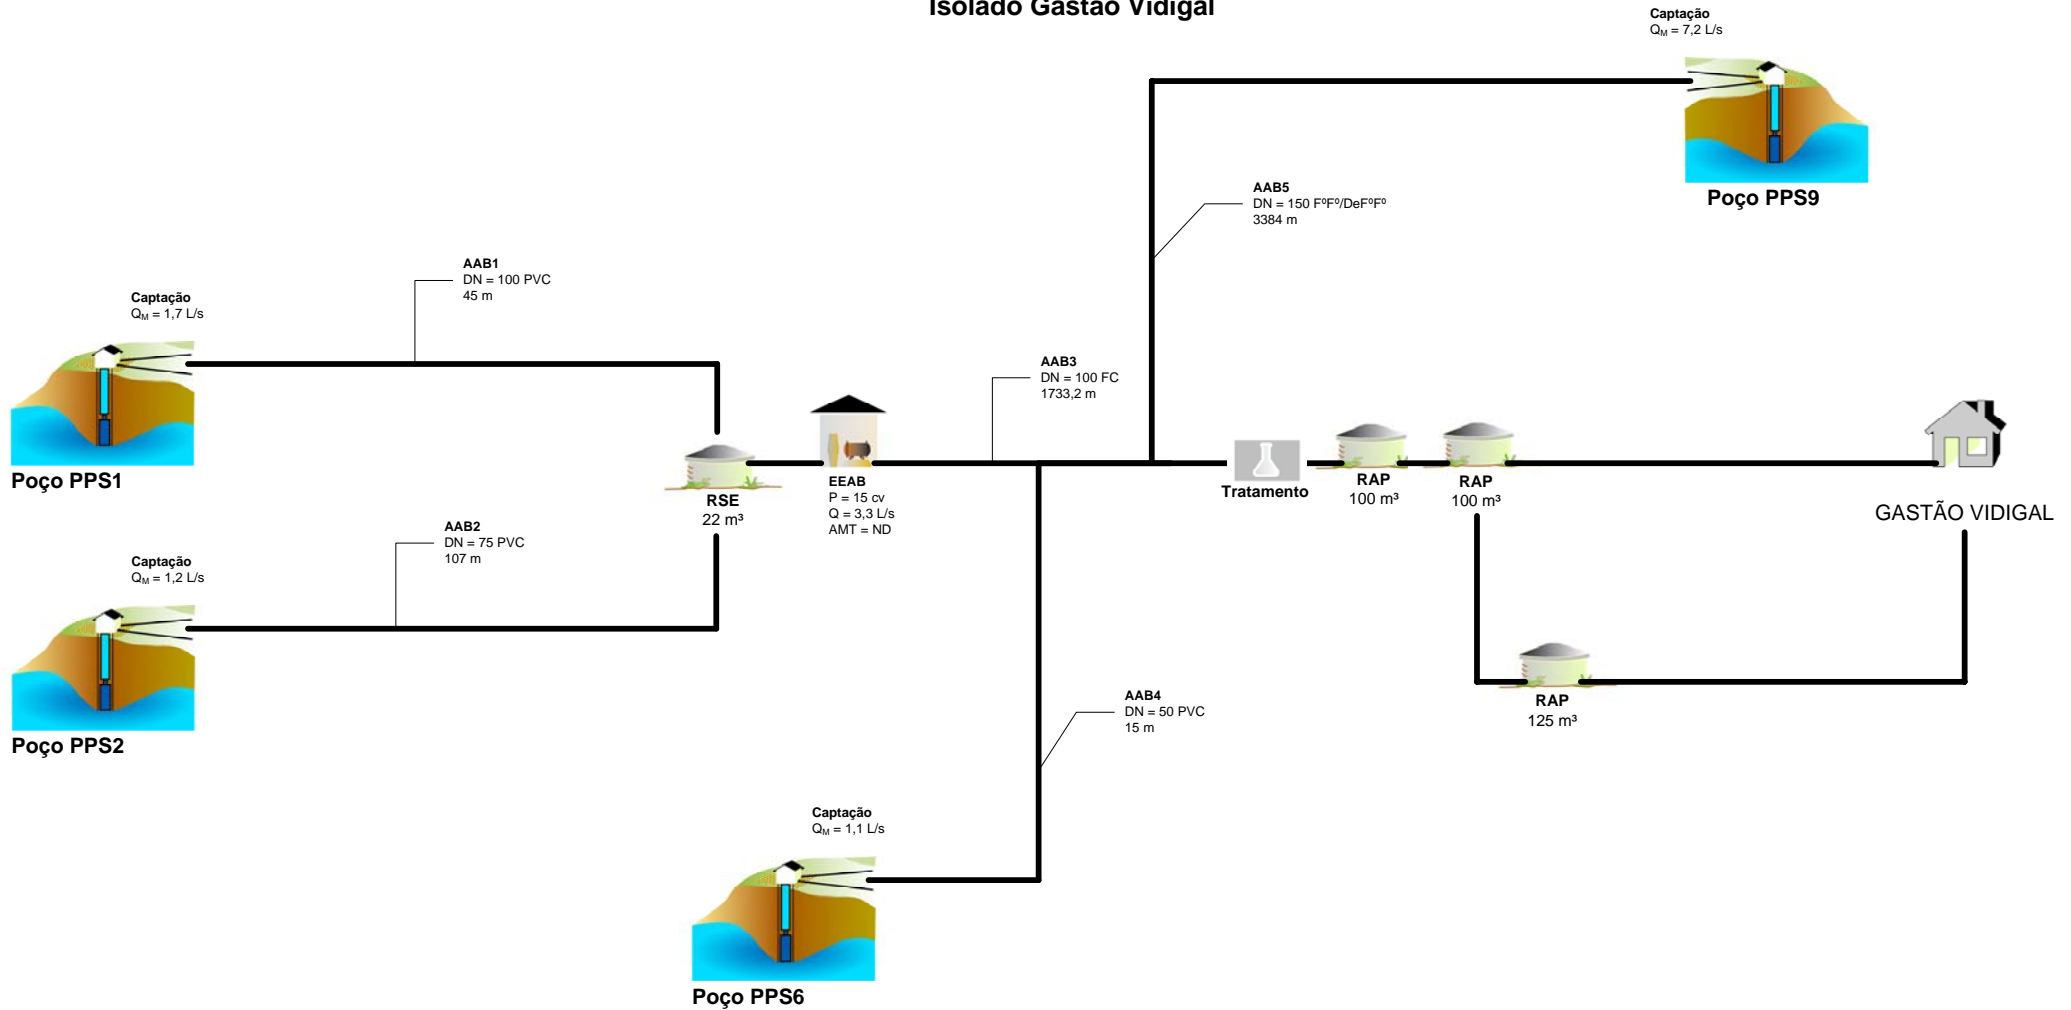 Isolado Gastão Vidigal
Captação
QM = 7,2 L/s
Poço PPS9
AAB5
DN = 150 FºFº/DeFºFº
3384 m
AAB1
DN = 100 PVC
45 m
Captação
QM = 1,7 L/s
Poço PPS1
AAB3
DN = 100 FC
1733,2 m
RSE
22 m³
EEAB
P = 15 cv
Q = 3,3 L/s
AMT = ND
Tratamento
RAP
100 m³
RAP
100 m³
GASTÃO VIDIGAL
AAB2
DN = 75 PVC
107 m
Captação
QM = 1,2 L/s
Poço PPS2
AAB4
DN = 50 PVC
15 m
RAP
125 m³
Captação
QM = 1,1 L/s
Poço PPS6